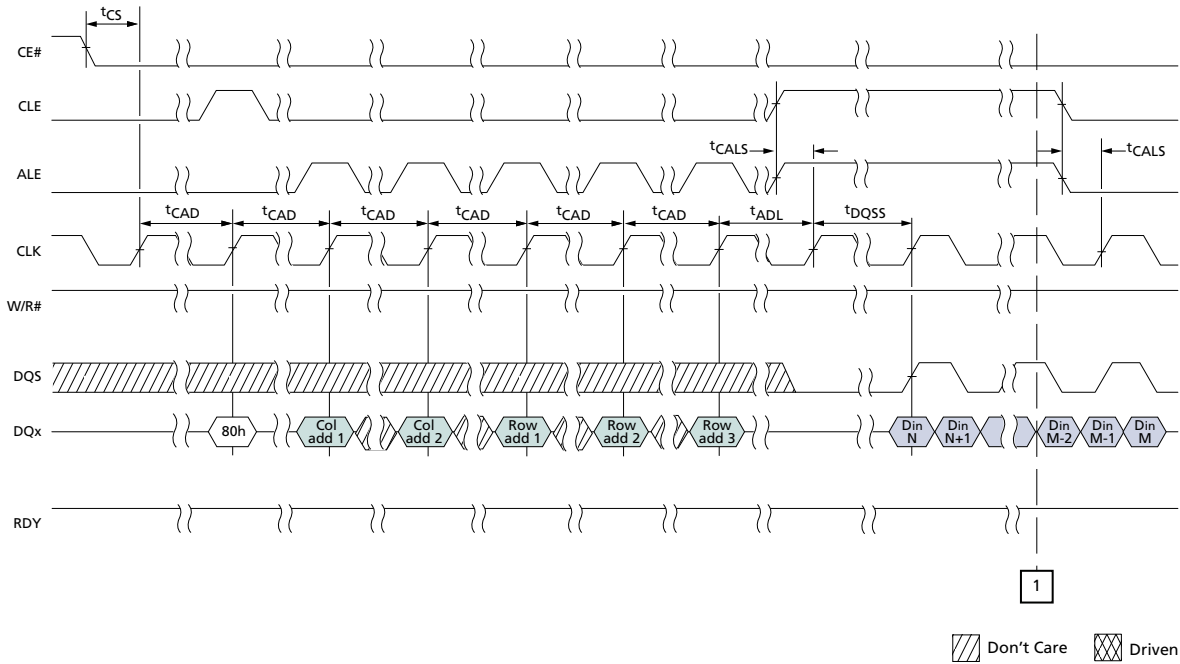 tCS
CE#
CLE
tCALS
tCALS
ALE
tCAD
tCAD
tCAD
tCAD
tCAD
tCAD
tADL
tDQSS
CLK
W/R#
DQS
DQx
80h
Col
add 1
Col
add 2
Row
add 1
Row
add 2
Row
add 3
Din
N
Din
N+1
Din
M-2
Din
M-1
Din
M
RDY
1
Don't Care
Driven